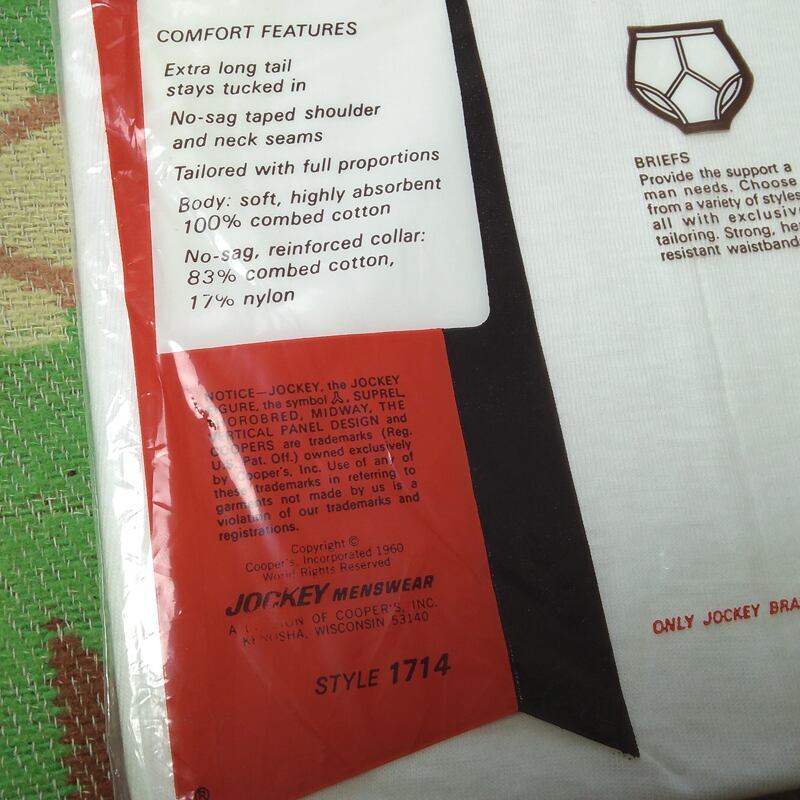 COMFORT FEATURES
Extra long tail
stays tucked in
No-sag taped shoulder
and neck seams
Tailored with full proportions
Body: soft, highly absorbent
100% combed cotton
No-sag, reinforced collar:
83% combed cotton,
17% nylon
NOTICE—JOCKEY, the JOCKEY
GURE, the symbol SUPREL,
OROBRED, MIDWAY, THE
VERTICAL PANEL DESIGN and
COOPERS are trademarks (Reg.
U.S. Pat. Off.) owned exclusively
by Cooper's, Inc. Use of any of
these trademarks in referring to
garments not made by us is a
violation of our trademarks and
registrations.
Copyright ©
Cooper's, Incorporated 1960
World Rights Reserved
JOCKEY MENSWEAR
A ON OF COOPER'S, INC.
KENOSHA, WISCONSIN 53140
STYLE 1714
®
BRIEFS
Provide the support a
man needs. Choose
from a variety of styles
all with exclusiv
tailoring. Strong, he
resistant waistband
ONLY JOCKEY BRA